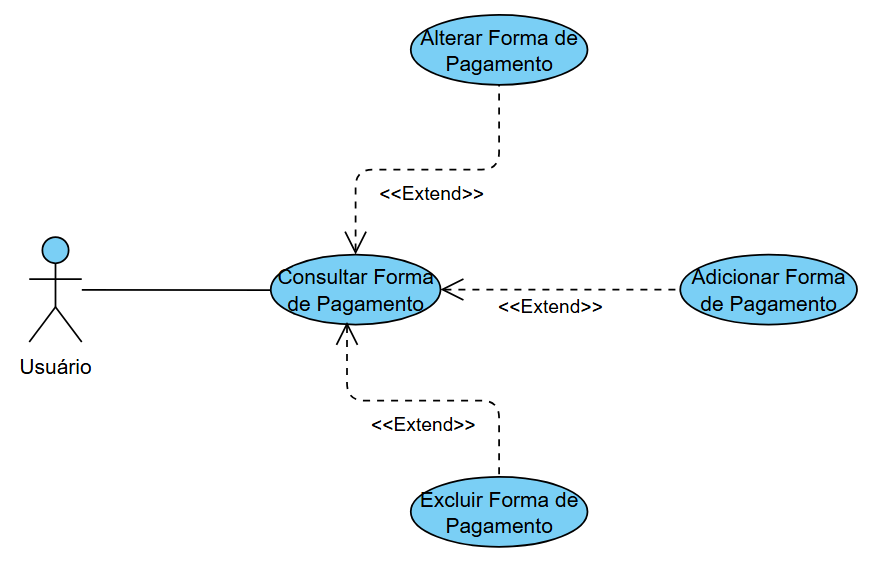 Alterar Forma de
Pagamento
<<Extend>>
Consultar Forma
de Pagamento
Adicionar Forma
de Pagamento
<<Extend>>
Usuário
<<Extend>>
Excluir Forma de
Pagamento